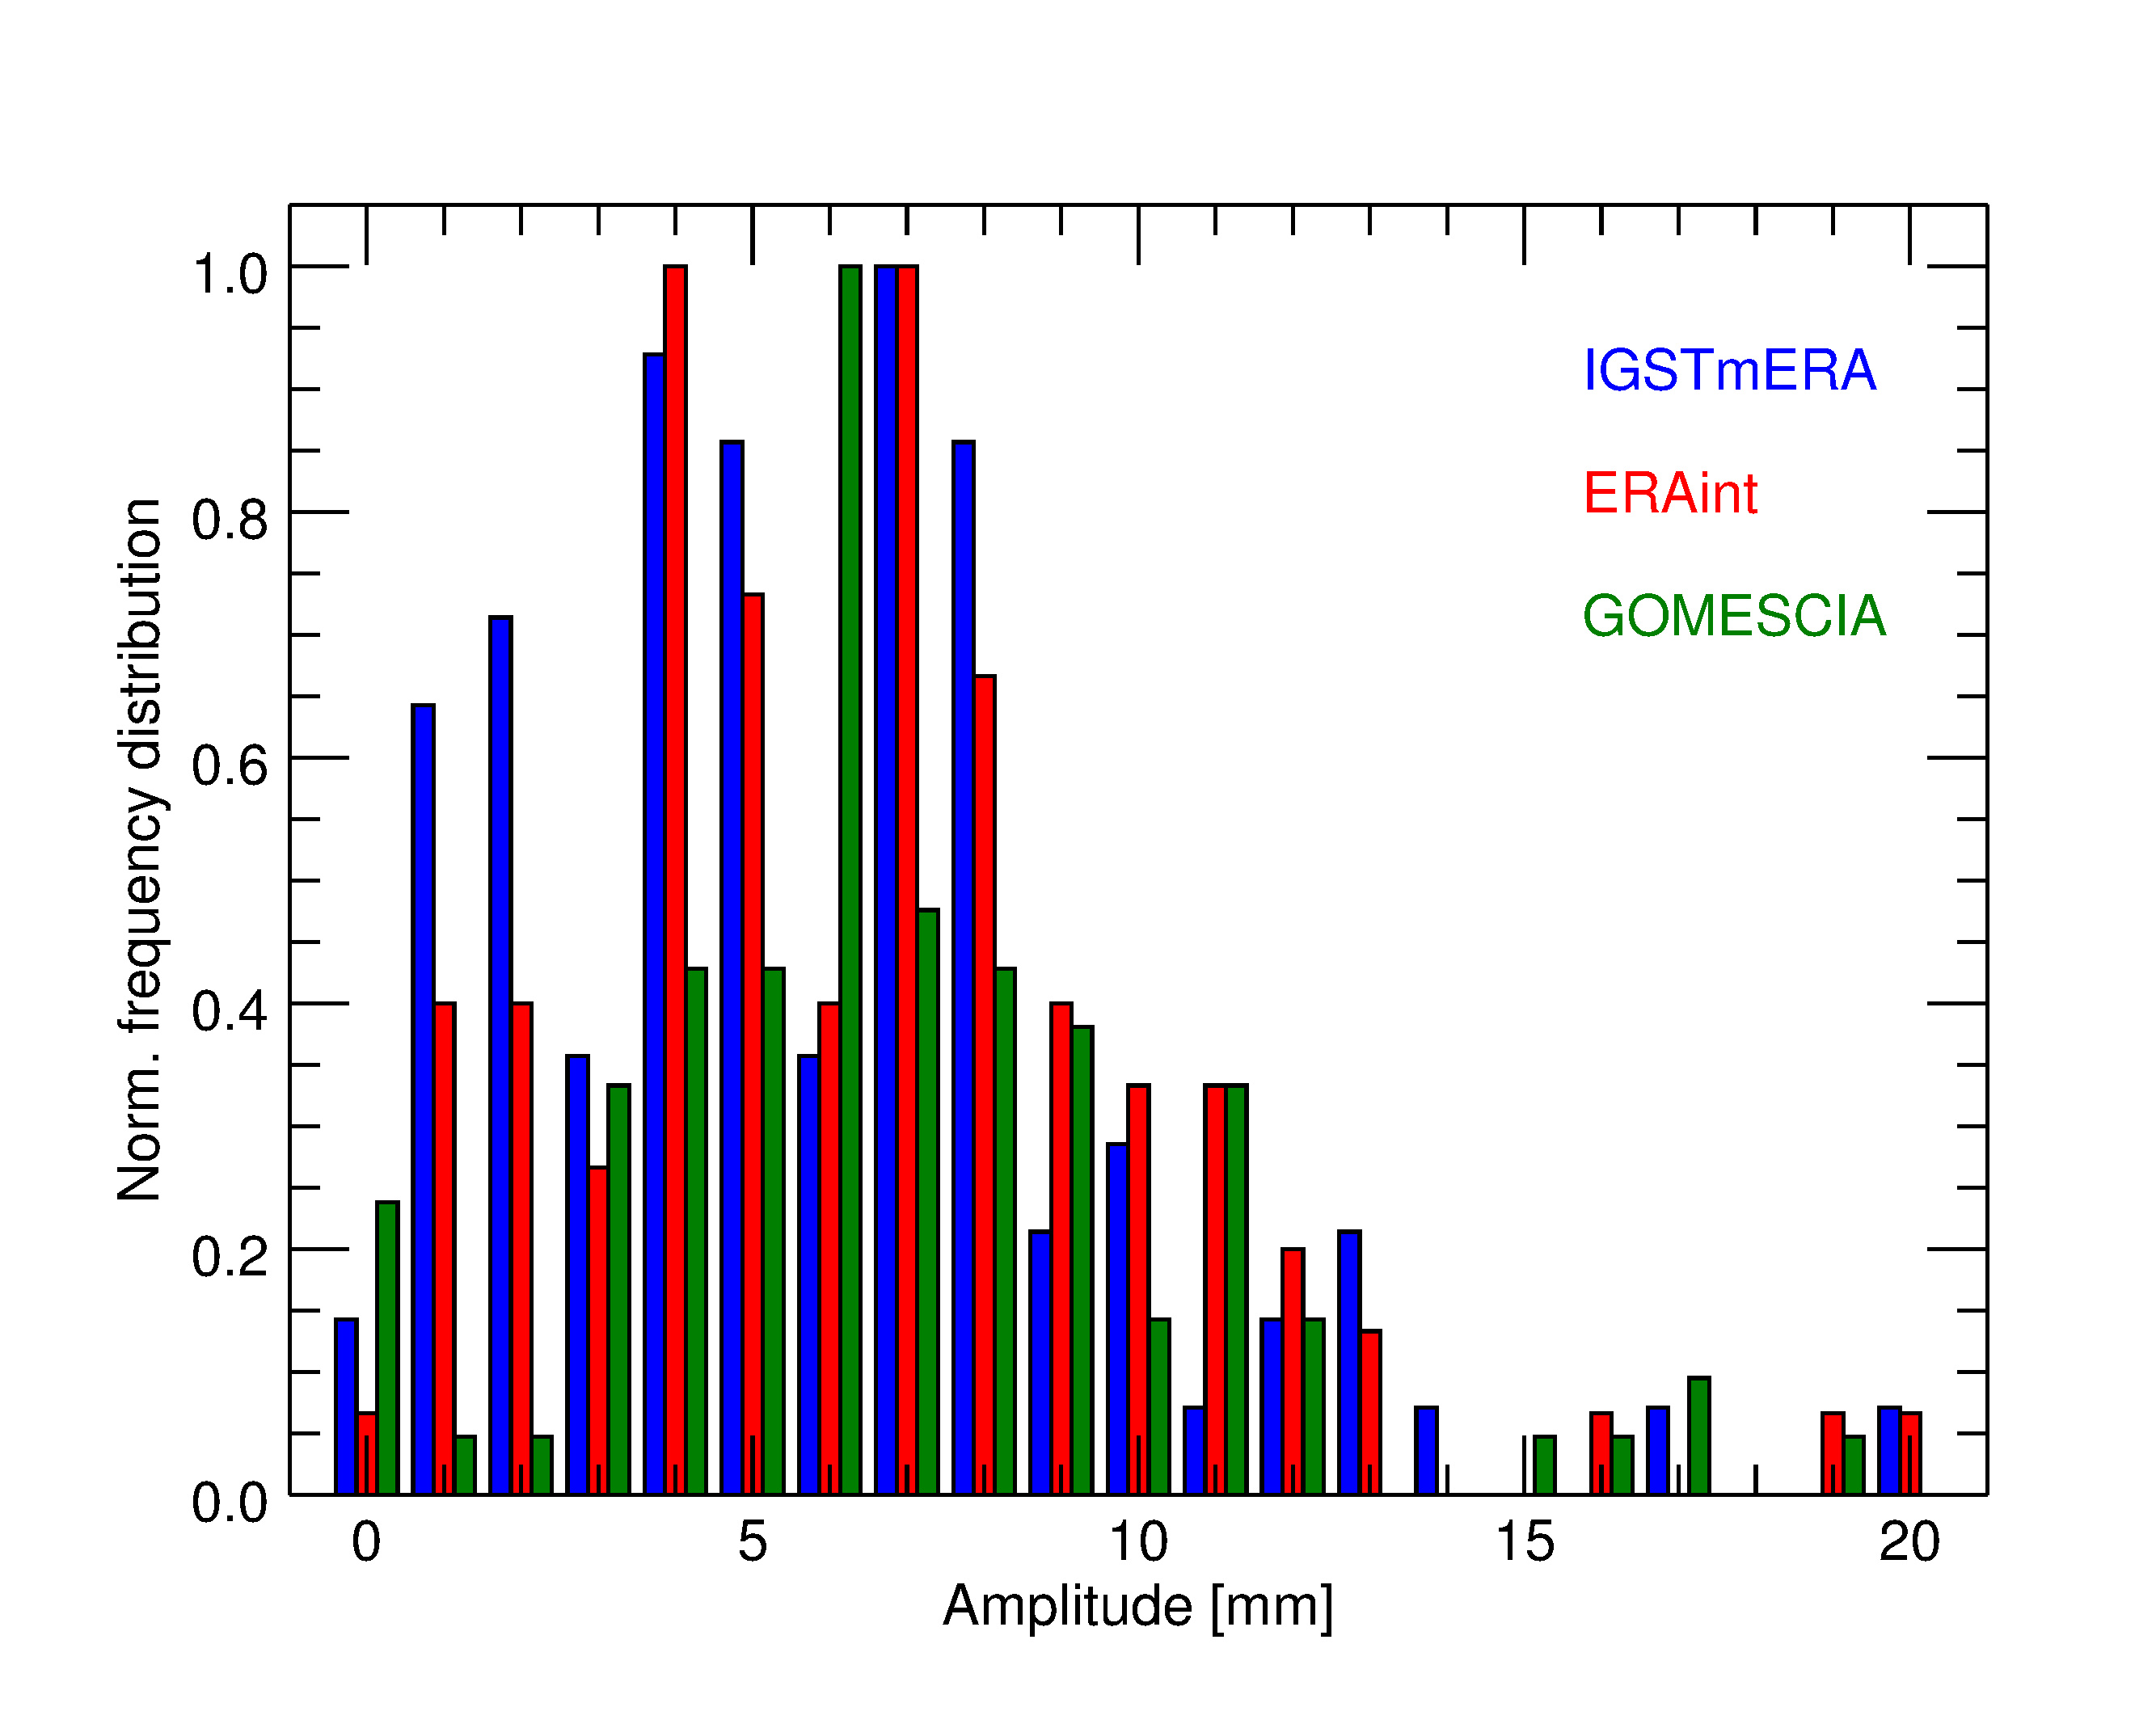 1.0
0.8
0.6
0.4
0.2
0.0
Norm. frequency distribution
IGSTmERA
ERAint
GOMESCIA
0 5 10 15 20
Amplitude [mm]